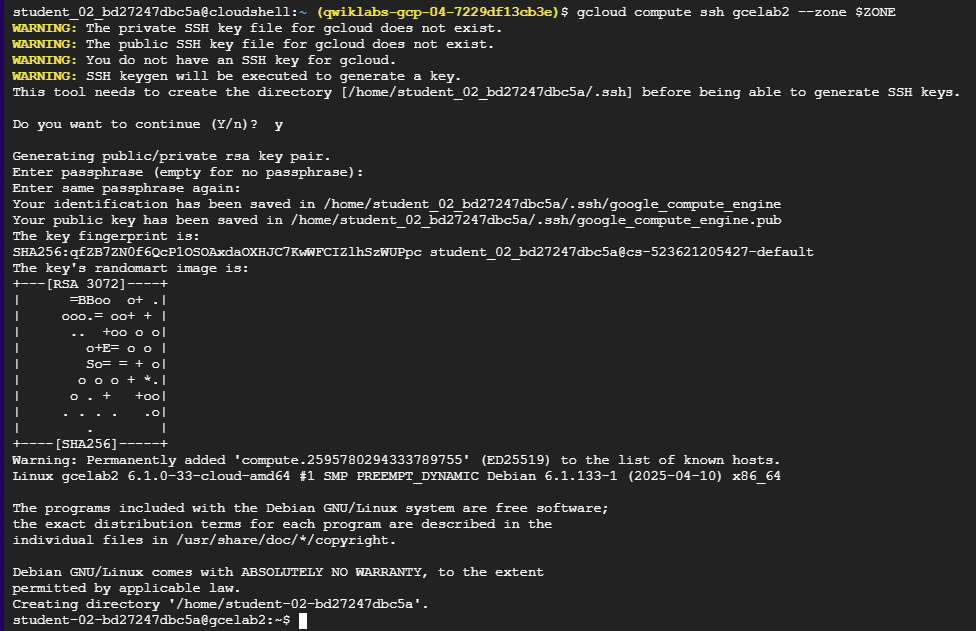 student_02_bd27247dbc5a@cloudshell:~ (qwiklabs-gcp-04-7229df13cb3e)$ gcloud compute ssh gcelab2 --zone $ZONE
WARNING: The private SSH key file for gcloud does not exist.
WARNING: The public SSH key file for gcloud does not exist.
WARNING: You do not have an SSH key for gcloud.
WARNING: SSH keygen will be executed to generate a key.
This tool needs to create the directory [/home/student_02_bd27247dbc5a/.ssh] before being able to generate SSH keys.

Do you want to continue (Y/n)?  y

Generating public/private rsa key pair.
Enter passphrase (empty for no passphrase):
Enter same passphrase again:
Your identification has been saved in /home/student_02_bd27247dbc5a/.ssh/google_compute_engine
Your public key has been saved in /home/student_02_bd27247dbc5a/.ssh/google_compute_engine.pub
The key fingerprint is:
SHA256:qfZB7ZN0f6QcP1OSOAxdaOXHJC7KwWFCIZlhSzWUPpc student_02_bd27247dbc5a@cs-523621205427-default
The key's randomart image is:
+---[RSA 3072]----+
|      =BBoo  o+ .|
|     ooo.= oo+ + |
|      ..  +oo o o|
|        o+E= o o |
|        So= = + o|
|       o o o + *.|
|      o . +   +oo|
|     . . . .   .o|
|        .        |
+----[SHA256]-----+
Warning: Permanently added 'compute.2595780294333789755' (ED25519) to the list of known hosts.
Linux gcelab2 6.1.0-33-cloud-amd64 #1 SMP PREEMPT_DYNAMIC Debian 6.1.133-1 (2025-04-10) x86_64

The programs included with the Debian GNU/Linux system are free software;
the exact distribution terms for each program are described in the
individual files in /usr/share/doc/*/copyright.

Debian GNU/Linux comes with ABSOLUTELY NO WARRANTY, to the extent
permitted by applicable law.
Creating directory '/home/student-02-bd27247dbc5a'.
student-02-bd27247dbc5a@gcelab2:~$